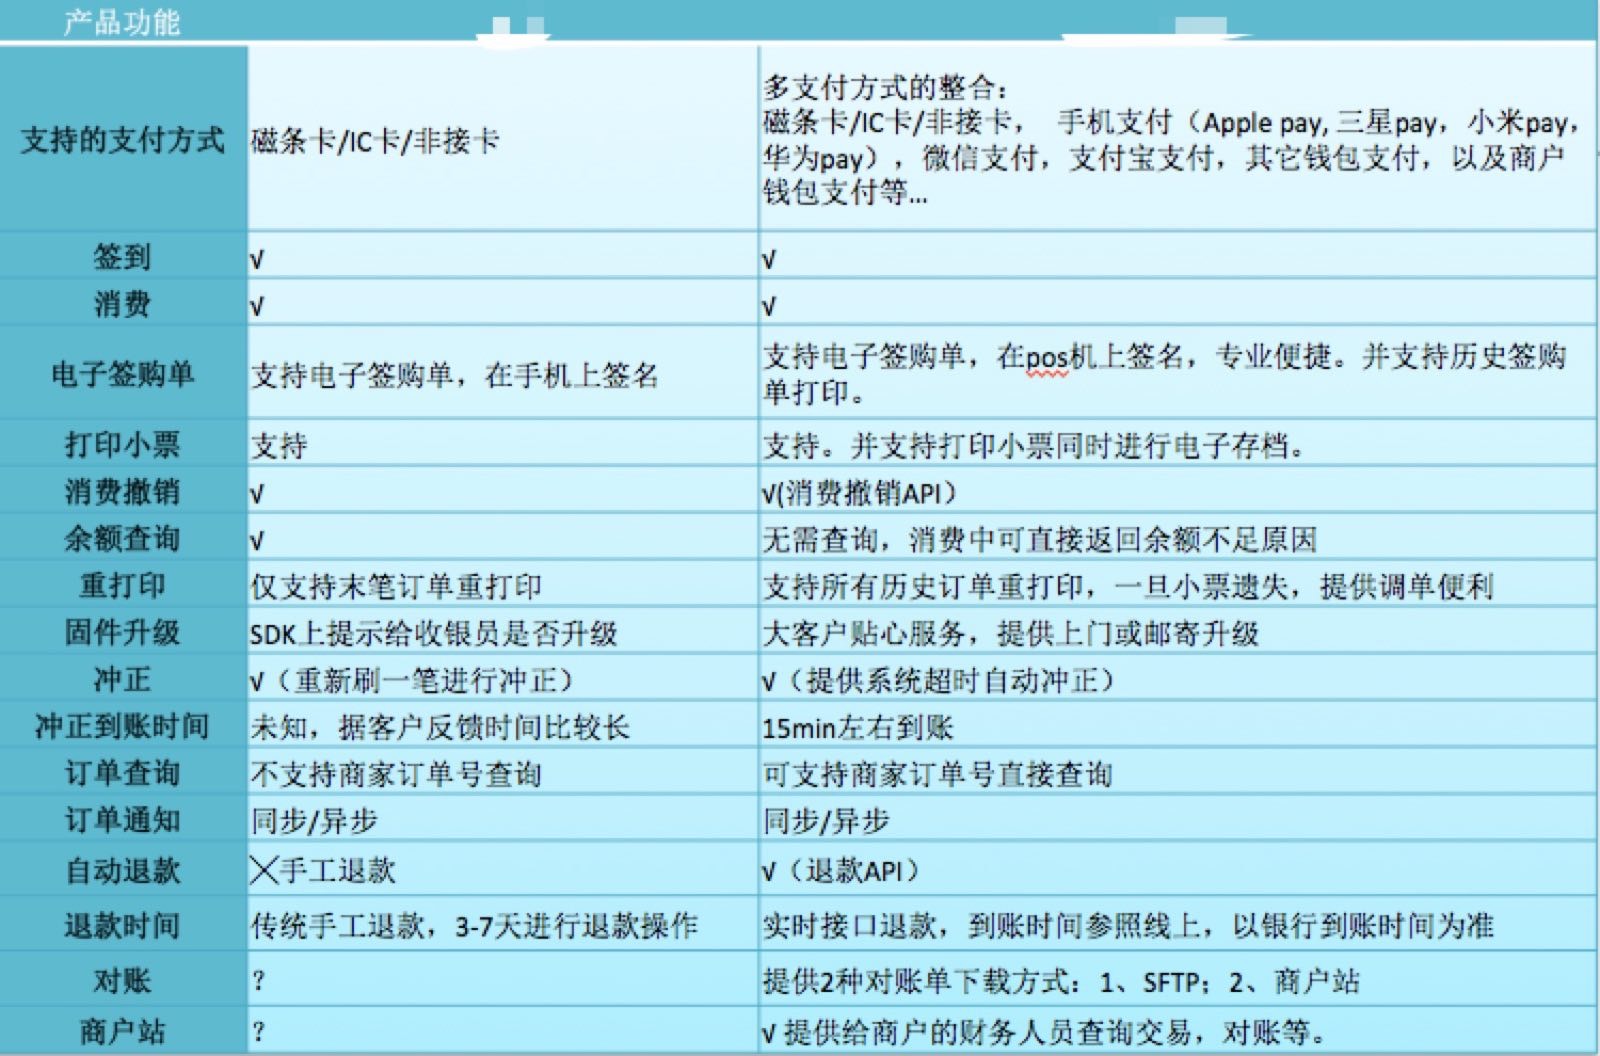 产品功能
支持的支付方式
磁条卡/IC卡/非接卡
多支付方式的整合：
磁条卡/IC卡/非接卡， 手机支付（Apple pay, 三星pay，小米pay，
华为pay），微信支付，支付宝支付，其它钱包支付，以及商户
钱包支付等...
签到
√
√
消费
√
√
电子签购单
支持电子签购单，在手机上签名
支持电子签购单，在pos机上签名，专业便捷。并支持历史签购
单打印。
打印小票
支持
支持。并支持打印小票同时进行电子存档。
消费撤销
√
√(消费撤销API）
余额查询
√
无需查询，消费中可直接返回余额不足原因
重打印
仅支持末笔订单重打印
支持所有历史订单重打印，一旦小票遗失，提供调单便利
固件升级
SDK上提示给收银员是否升级
大客户贴心服务，提供上门或邮寄升级
冲正
√（重新刷一笔进行冲正）
√（提供系统超时自动冲正）
冲正到账时间
未知，据客户反馈时间比较长
15min左右到账
订单查询
不支持商家订单号查询
可支持商家订单号直接查询
订单通知
同步/异步
同步/异步
自动退款
╳手工退款
√（退款API）
退款时间
传统手工退款，3-7天进行退款操作
实时接口退款，到账时间参照线上，以银行到账时间为准
对账
？
提供2种对账单下载方式：1、SFTP；2、商户站
商户站
？
√ 提供给商户的财务人员查询交易，对账等。